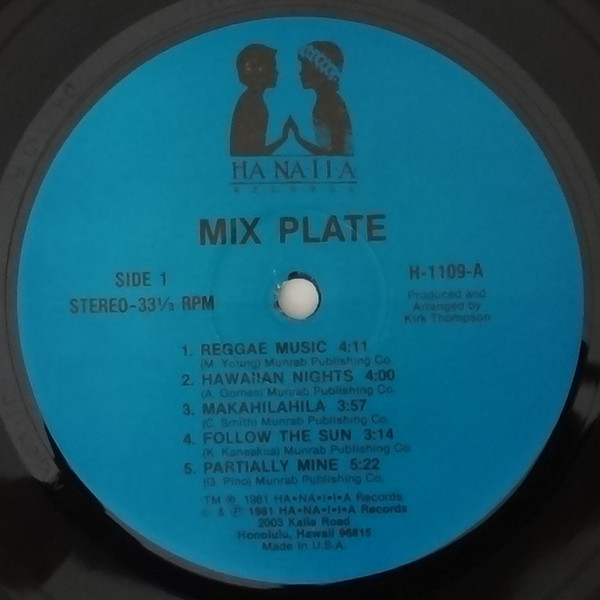 HA NA I I A
RECORDS
MIX PLATE
SIDE 1
STEREO-33⅓ RPM
H-1109-A
Produced and
Arranged by
Kirk Thompson
1. REGGAE MUSIC 4:11
(M. Young) Munrab Publishing Co.
2. HAWAIIAN NIGHTS 4:00
(A. Gomes) Munrab Publishing Co.
3. MAKAHILAHILA 3:57
(C. Smith) Munrab Publishing Co.
4. FOLLOW THE SUN 3:14
(K. Kaneakua) Munrab Publishing Co.
5. PARTIALLY MINE 5:22
(G. Pino) Munrab Publishing Co.
TM ® 1981 HA•NA•I•I•A Records
© & ℗ 1981 HA•NA•I•I•A Records
2003 Kalia Road
Honolulu, Hawaii 96815
Made in U.S.A.